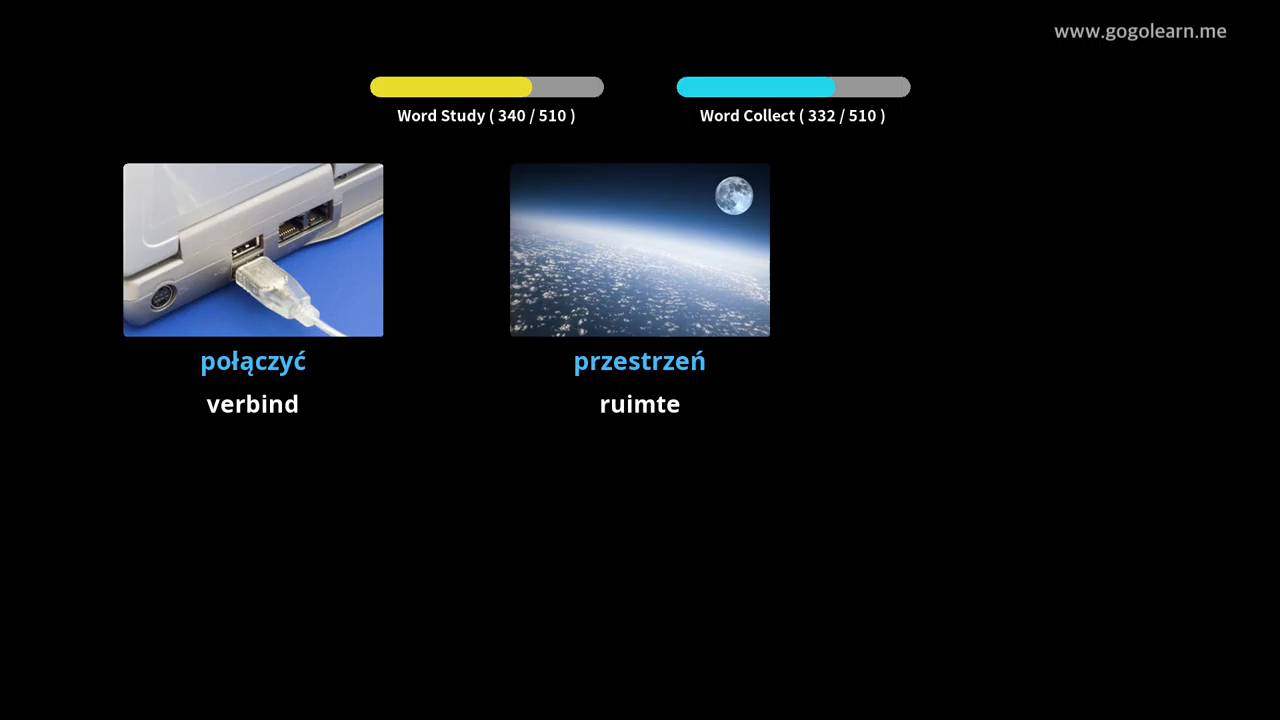 www.gogolearn.me
Word Study ( 340 / 510 )
Word Collect ( 332 / 510 )
połączyć
przestrzeń
verbind
ruimte